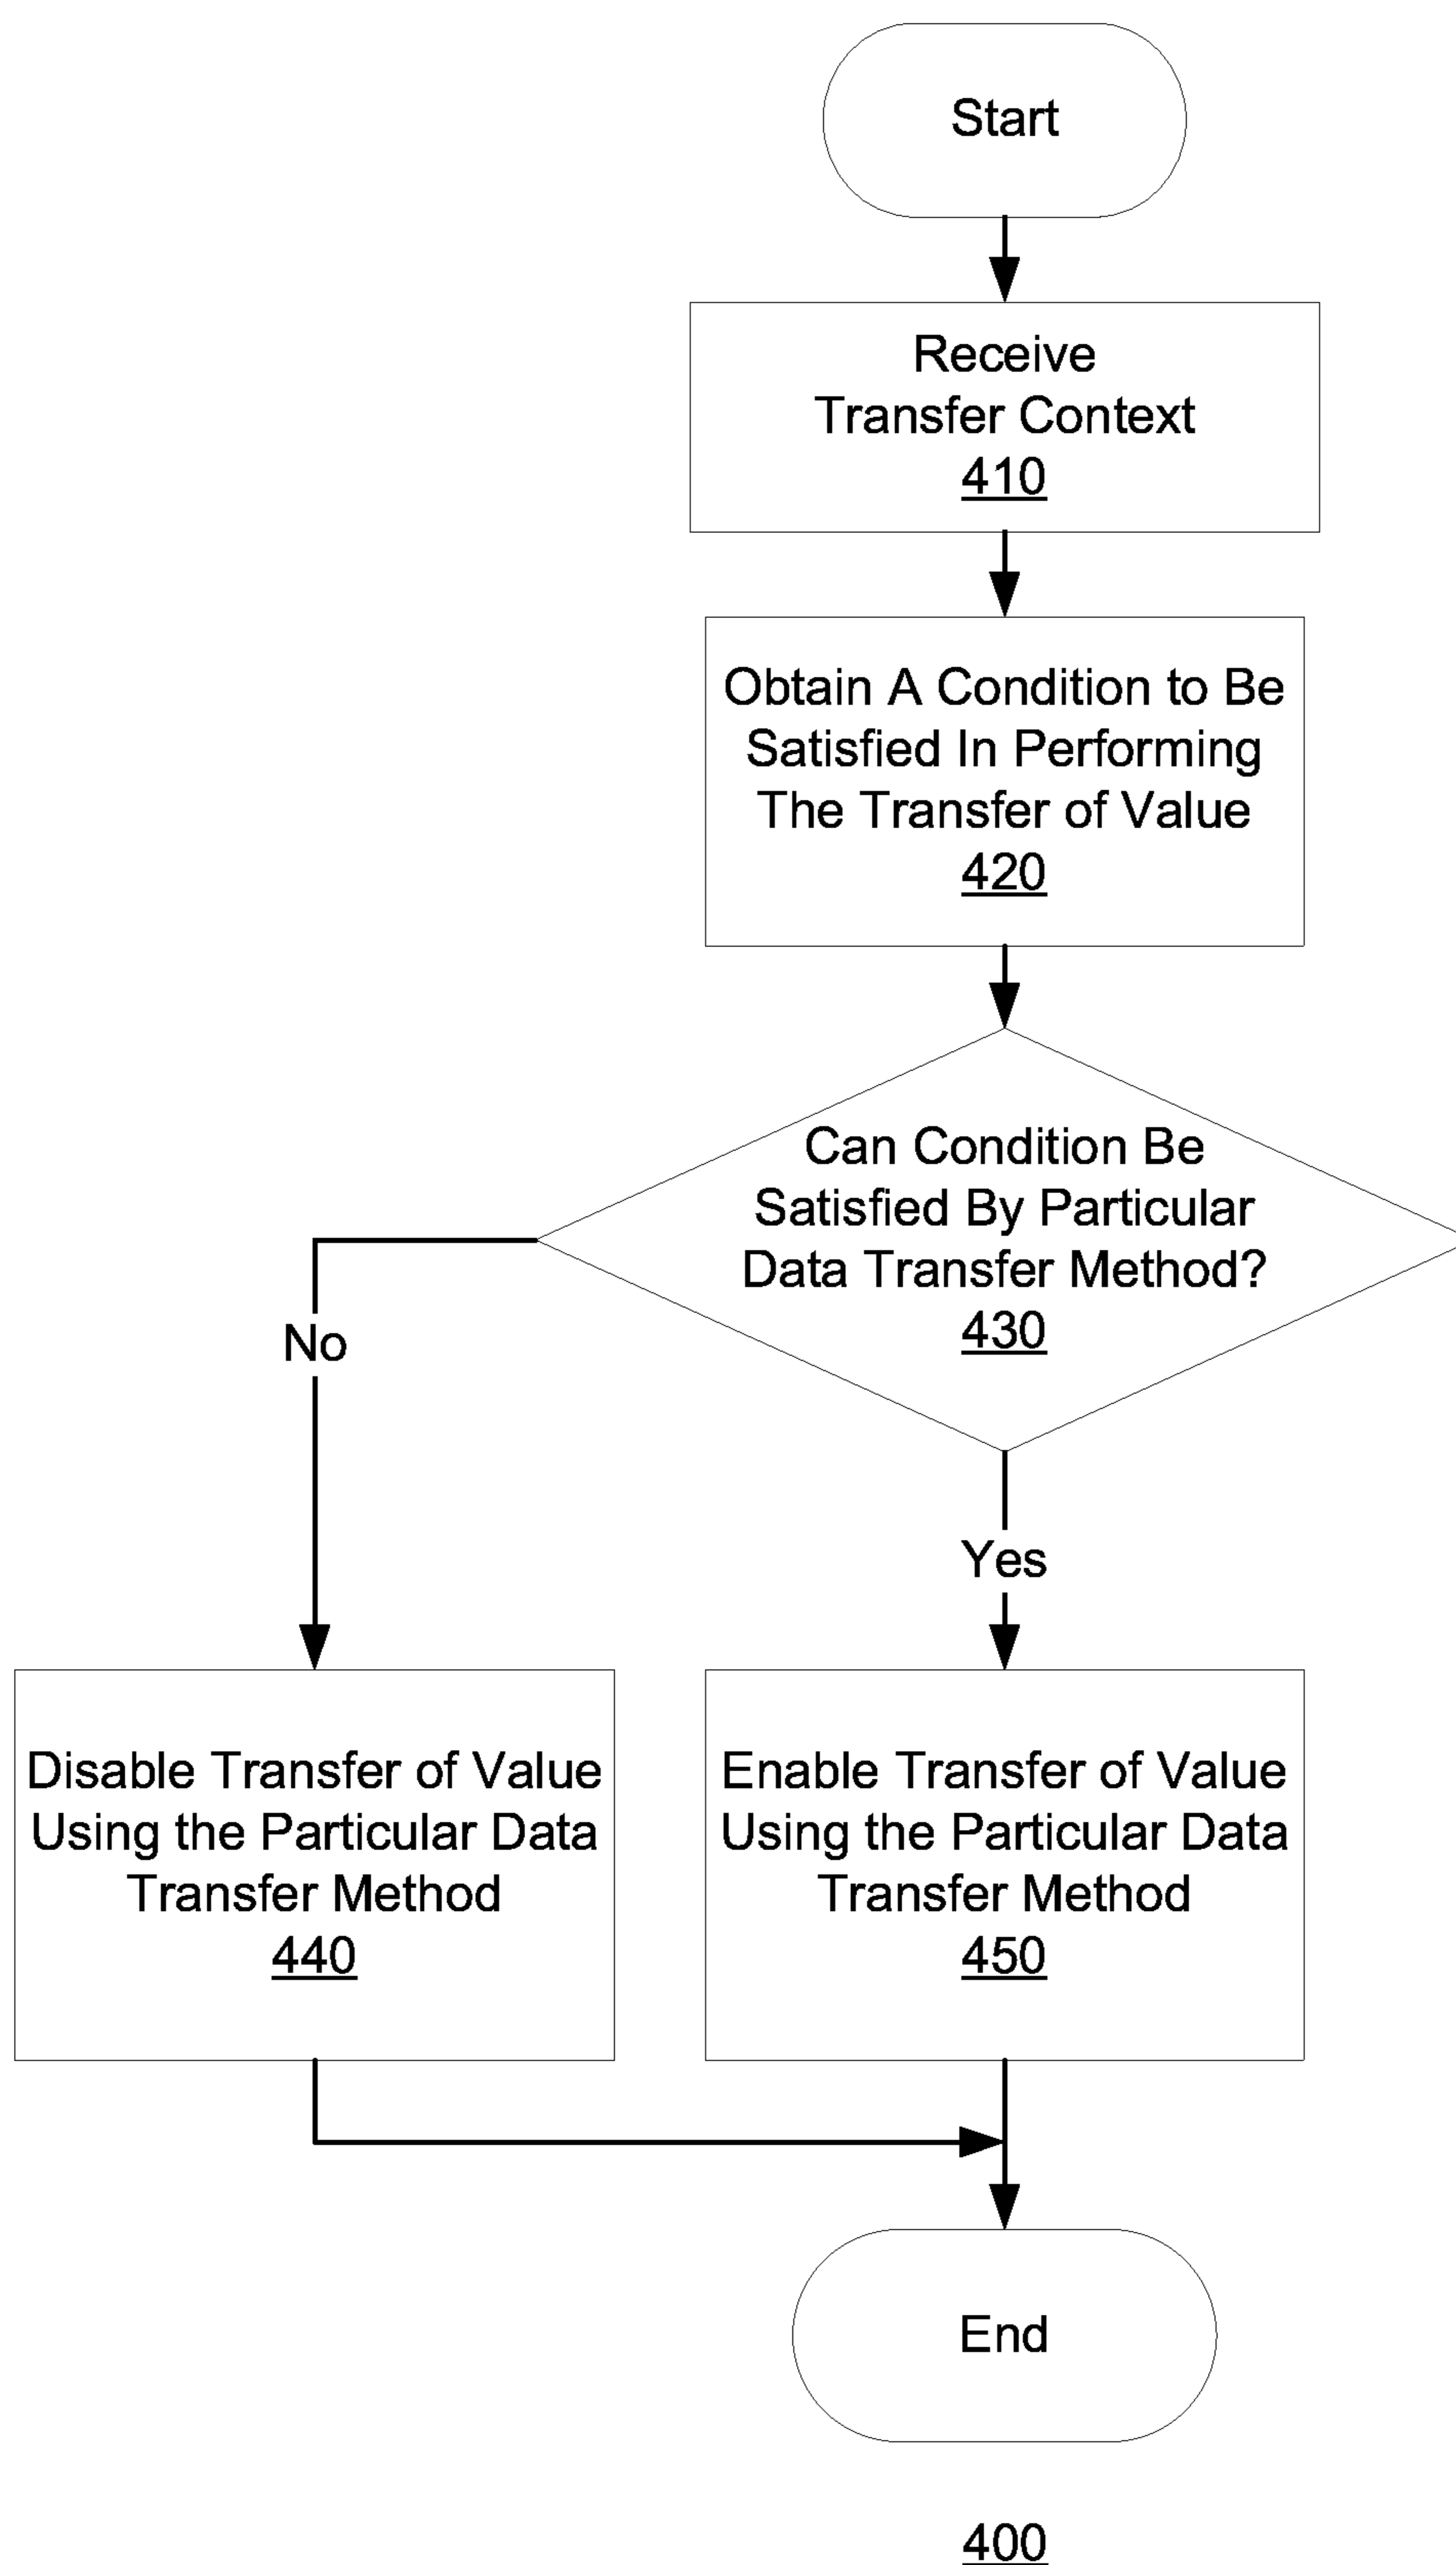 Start
Receive
Transfer Context
410
Obtain A Condition to Be
Satisfied In Performing
The Transfer of Value
420
Can Condition Be
Satisfied By Particular
Data Transfer Method?
430
No
Yes
Disable Transfer of Value
Using the Particular Data
Transfer Method
440
Enable Transfer of Value
Using the Particular Data
Transfer Method
450
End
400